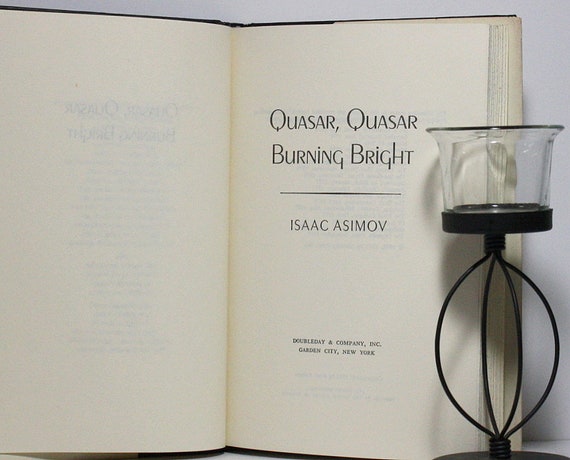 Quasar, Quasar
Burning Bright
ISAAC ASIMOV
DOUBLEDAY & COMPANY, INC.
GARDEN CITY, NEW YORK